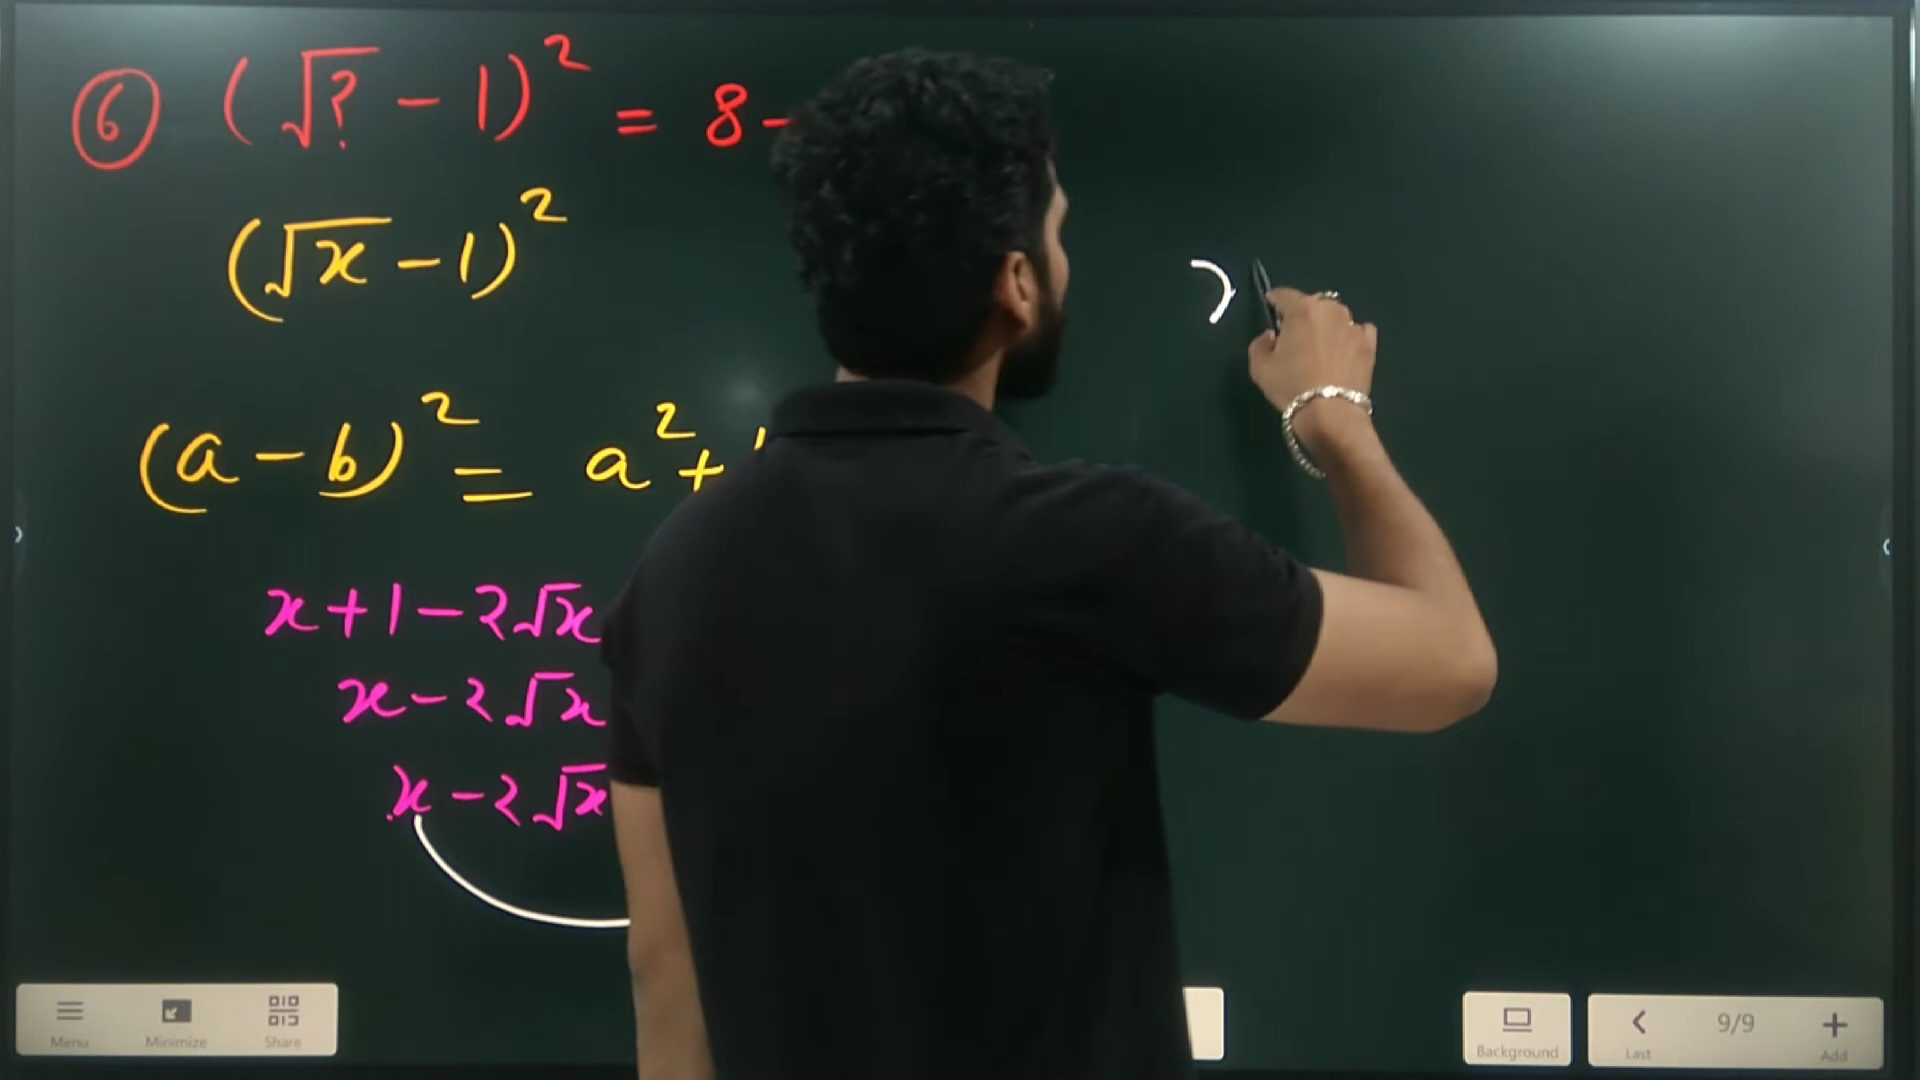 ⑥ (√? - 1)² = 8 -
(√x - 1)²
(a - b)² = a² +
x + 1 - 2√x
x - 2√x
x - 2√x
Menu Minimize Share Background Last 9/9 Add